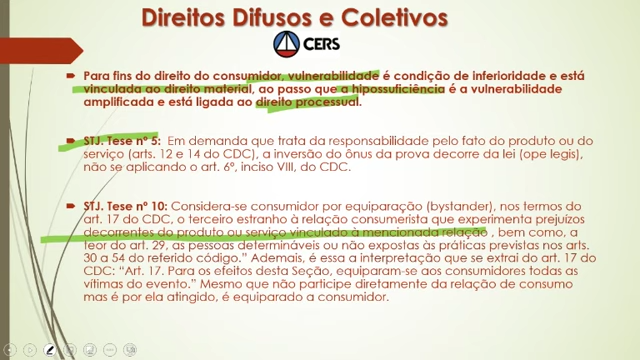 Direitos Difusos e Coletivos
CERS
Para fins do direito do consumidor, vulnerabilidade é condição de inferioridade e está
vinculada ao direito material, ao passo que a hipossuficiência é a vulnerabilidade
amplificada e está ligada ao direito processual.
STJ. Tese nº 5: Em demanda que trata da responsabilidade pelo fato do produto ou do
serviço (arts. 12 e 14 do CDC), a inversão do ônus da prova decorre da lei (ope legis),
não se aplicando o art. 6º, inciso VIII, do CDC.
STJ. Tese nº 10: Considera-se consumidor por equiparação (bystander), nos termos do
art. 17 do CDC, o terceiro estranho à relação consumerista que experimenta prejuízos
decorrentes do produto ou serviço vinculado à mencionada relação , bem como, a
teor do art. 29, as pessoas determináveis ou não expostas às práticas previstas nos arts.
30 a 54 do referido código.” Ademais, é essa a interpretação que se extrai do art. 17 do
CDC: “Art. 17. Para os efeitos desta Seção, equiparam-se aos consumidores todas as
vítimas do evento.” Mesmo que não participe diretamente da relação de consumo
mas é por ela atingido, é equiparado a consumidor.